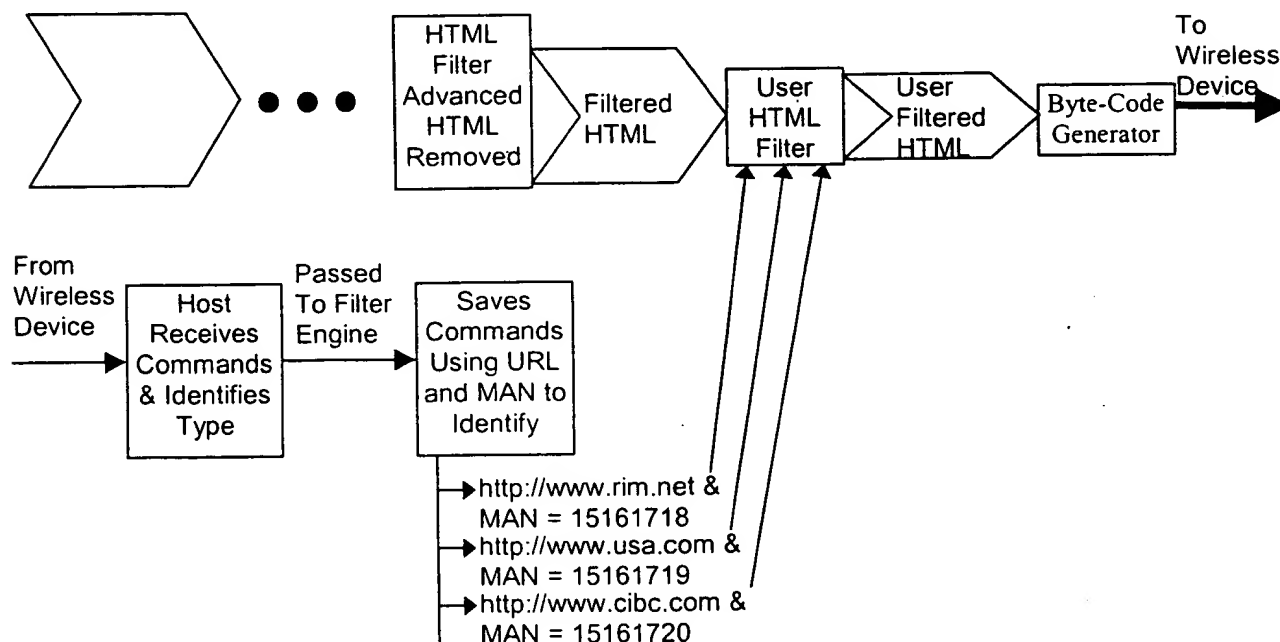 HTML
Filter
Advanced
HTML
Removed
Filtered
HTML
User
HTML
Filter
User
Filtered
HTML
Byte-Code
Generator
To
Wireless
Device
From
Wireless
Device
Host
Receives
Commands
& Identifies
Type
Passed
To Filter
Engine
Saves
Commands
Using URL
and MAN to
Identify
http://www.rim.net &
MAN = 15161718
http://www.usa.com &
MAN = 15161719
http://www.cibc.com &
MAN = 15161720